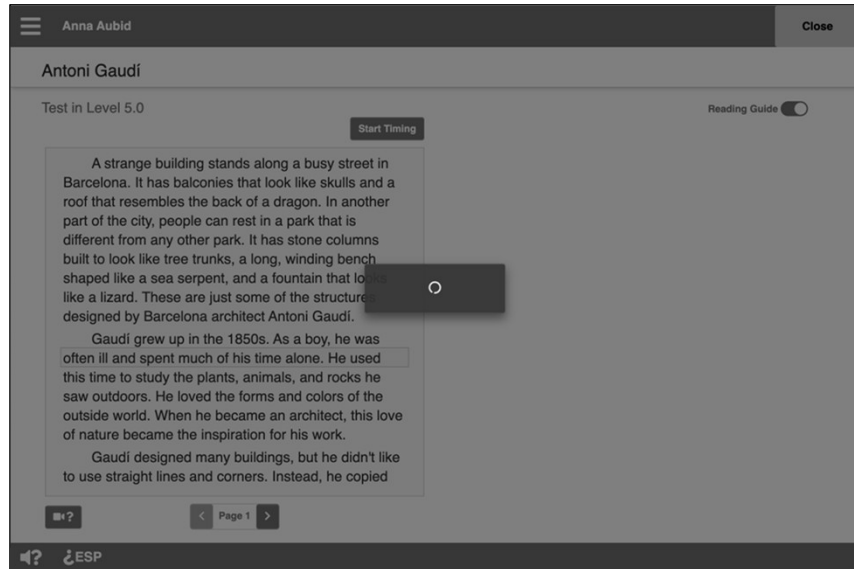 Anna Aubid
Close
Antoni Gaudí
Test in Level 5.0
Reading Guide
Start Timing
A strange building stands along a busy street in
Barcelona. It has balconies that look like skulls and a
roof that resembles the back of a dragon. In another
part of the city, people can rest in a park that is
different from any other park. It has stone columns
built to look like tree trunks, a long, winding bench
shaped like a sea serpent, and a fountain that looks
like a lizard. These are just some of the structures
designed by Barcelona architect Antoni Gaudí.
Gaudí grew up in the 1850s. As a boy, he was
often ill and spent much of his time alone. He used
this time to study the plants, animals, and rocks he
saw outdoors. He loved the forms and colors of the
outside world. When he became an architect, this love
of nature became the inspiration for his work.
Gaudí designed many buildings, but he didn't like
to use straight lines and corners. Instead, he copied
?
< Page 1 >
? ¿ESP